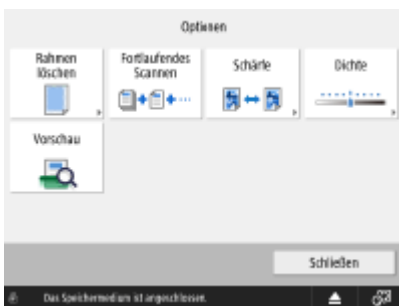 Optionen
Rahmen
löschen
Fortlaufendes
Scannen
Schärfe
Dichte
Vorschau
Schließen
Das Speichermedium ist angeschlossen.